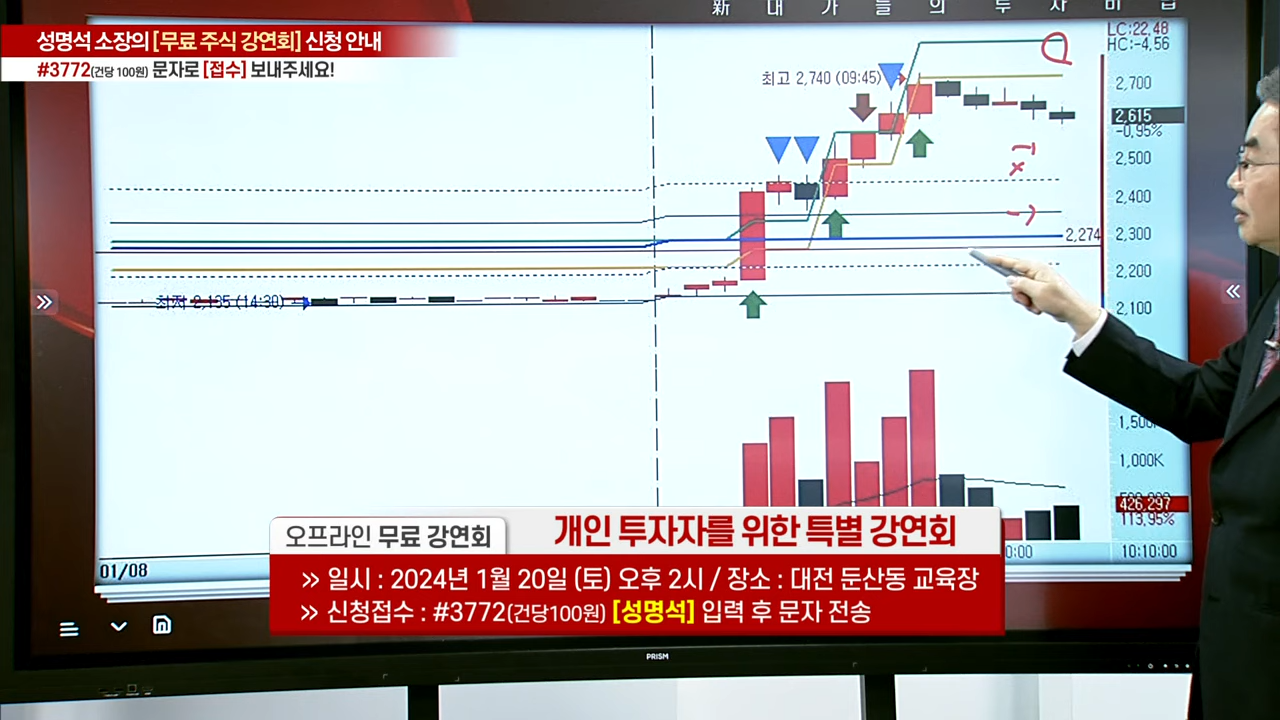 新 대 가 들 의 투 자 비 법
성명석 소장의 [무료 주식 강연회] 신청 안내
#3772(건당 100원) 문자로 [접수] 보내주세요!
LC:22,48
HC:-4,56
최고 2,740 (09:45)
2,700
2,615
-0,95%
2,500
2,400
2,300
2,274
2,200
2,100
최저 2,135 (14:30)
1,000K
426,297
113,95%
01/08
10:10:00
오프라인 무료 강연회
개인 투자자를 위한 특별 강연회
» 일시 : 2024년 1월 20일 (토) 오후 2시 / 장소 : 대전 둔산동 교육장
» 신청접수 : #3772(건당100원) [성명석] 입력 후 문자 전송
PRISM